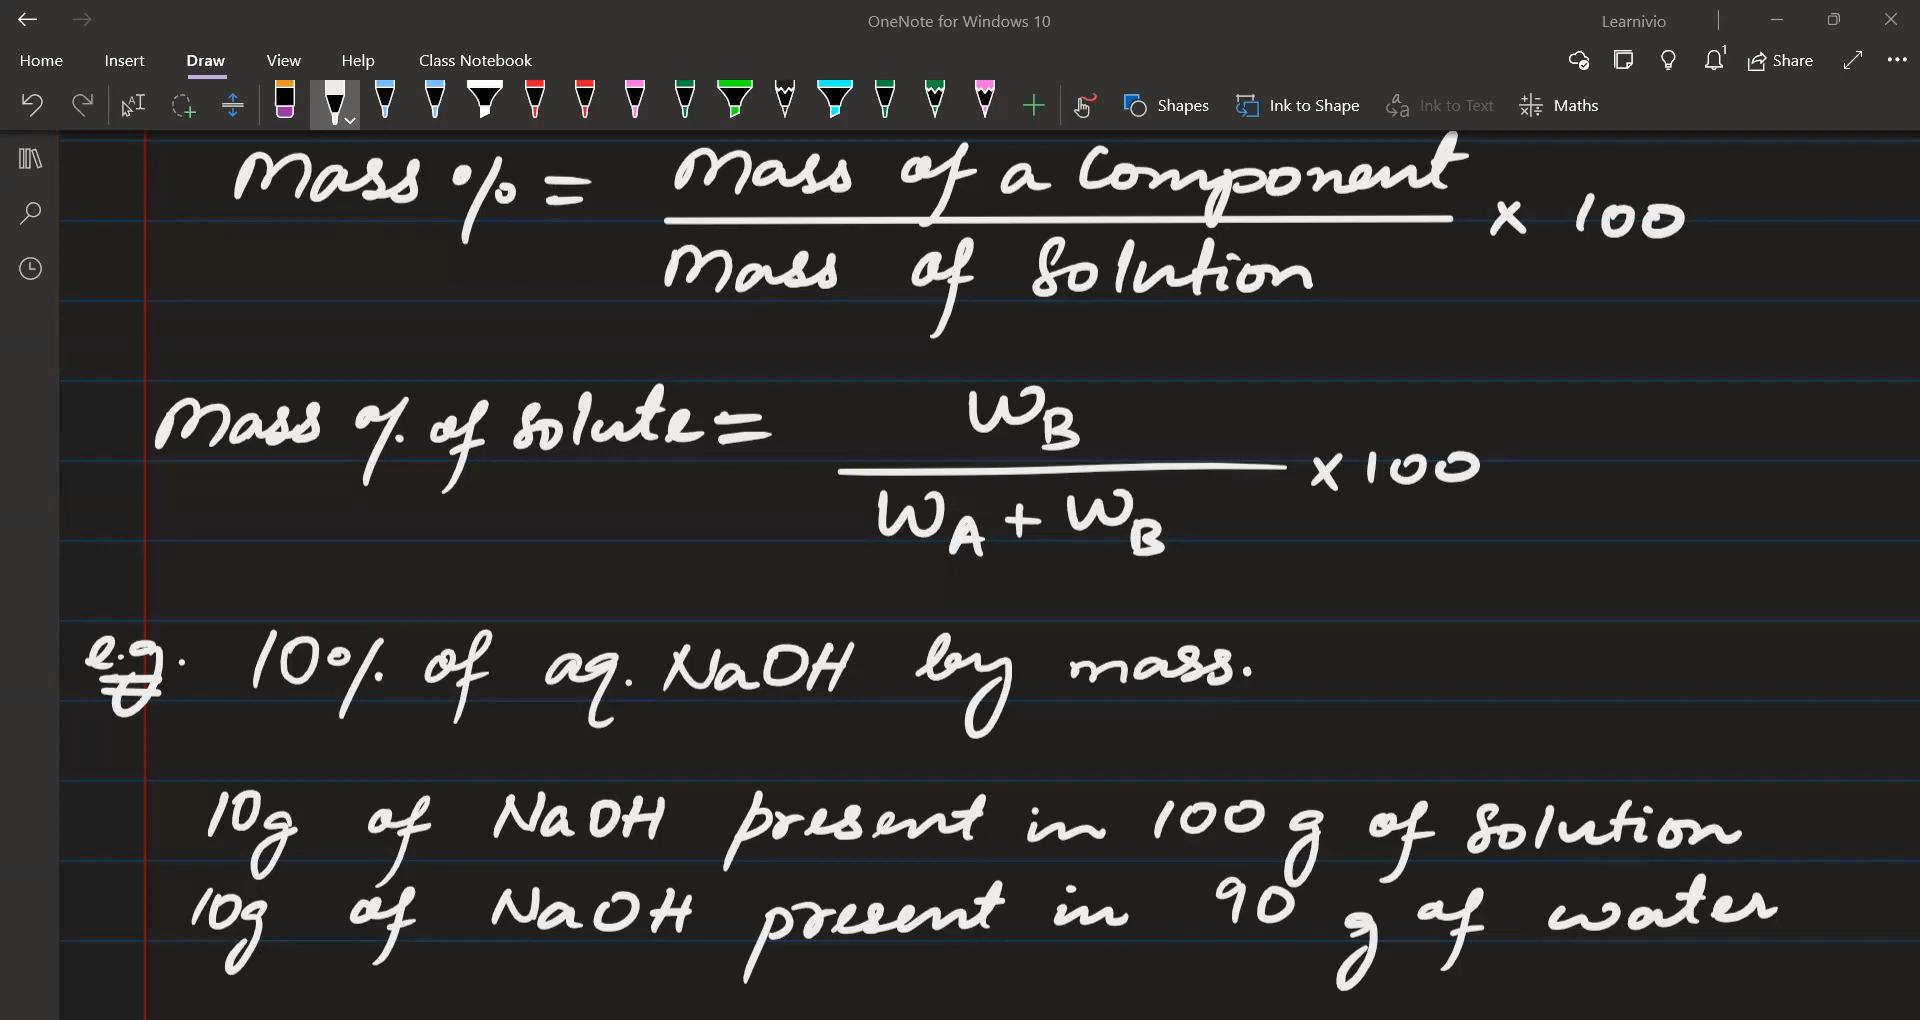 OneNote for Windows 10
Learnivio
Home Insert Draw View Help Class Notebook
1
Share
Shapes Ink to Shape Ink to Text Maths
Mass % = Mass of a component / Mass of solution × 100
Mass % of solute = WB / WA + WB × 100
e.g. 10% of aq. NaOH by mass.
10g of NaOH present in 100 g of solution
10g of NaOH present in 90 g of water